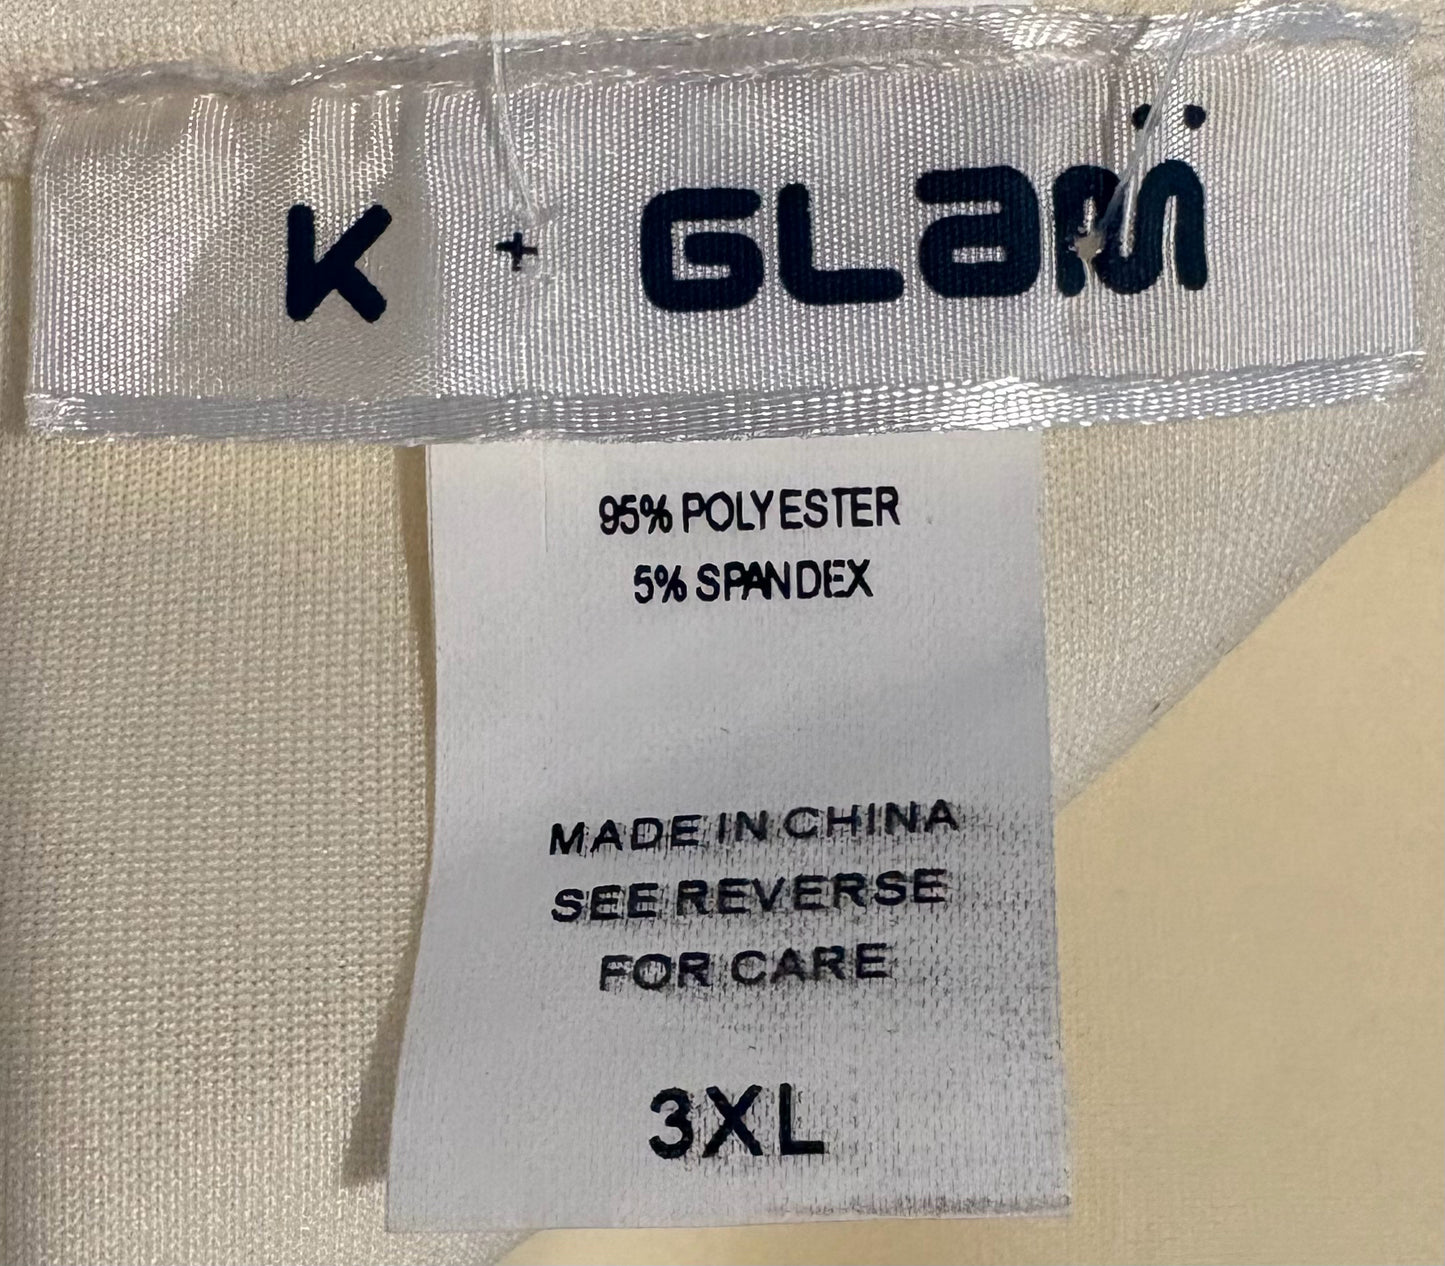 K + GLam̈
95% POLYESTER
5% SPANDEX
MADE IN CHINA
SEE REVERSE
FOR CARE
3XL